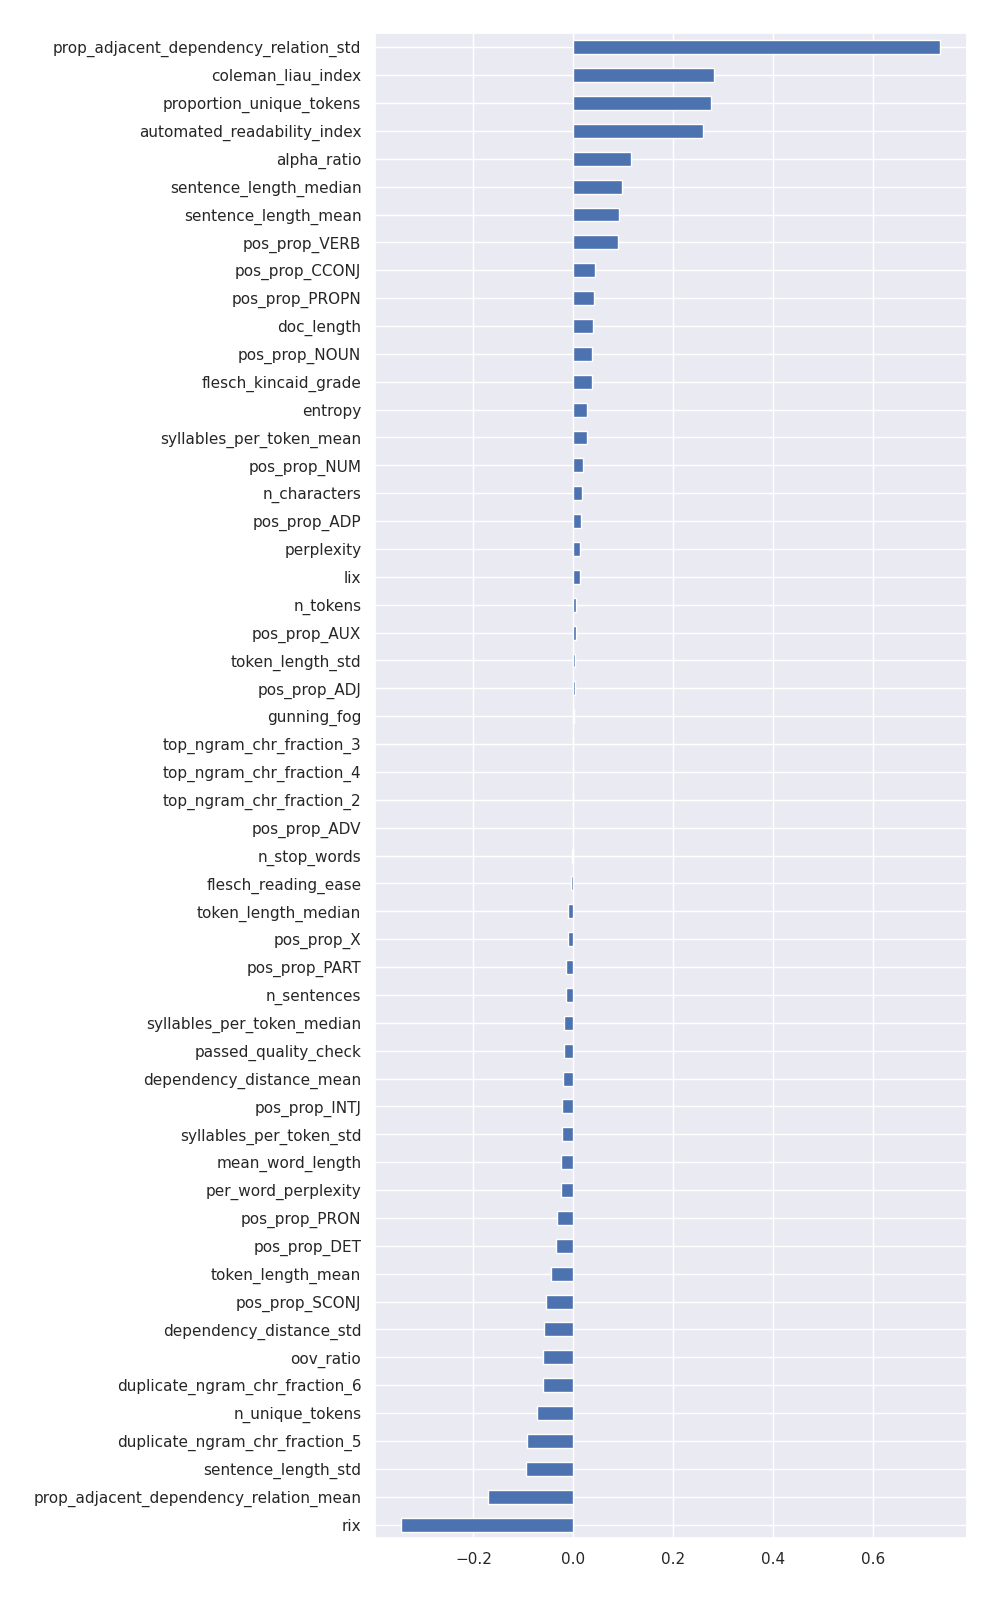 prop_adjacent_dependency_relation_std
coleman_liau_index
proportion_unique_tokens
automated_readability_index
alpha_ratio
sentence_length_median
sentence_length_mean
pos_prop_VERB
pos_prop_CCONJ
pos_prop_PROPN
doc_length
pos_prop_NOUN
flesch_kincaid_grade
entropy
syllables_per_token_mean
pos_prop_NUM
n_characters
pos_prop_ADP
perplexity
lix
n_tokens
pos_prop_AUX
token_length_std
pos_prop_ADJ
gunning_fog
top_ngram_chr_fraction_3
top_ngram_chr_fraction_4
top_ngram_chr_fraction_2
pos_prop_ADV
n_stop_words
flesch_reading_ease
token_length_median
pos_prop_X
pos_prop_PART
n_sentences
syllables_per_token_median
passed_quality_check
dependency_distance_mean
pos_prop_INTJ
syllables_per_token_std
mean_word_length
per_word_perplexity
pos_prop_PRON
pos_prop_DET
token_length_mean
pos_prop_SCONJ
dependency_distance_std
oov_ratio
duplicate_ngram_chr_fraction_6
n_unique_tokens
duplicate_ngram_chr_fraction_5
sentence_length_std
prop_adjacent_dependency_relation_mean
rix
−0.2 0.0 0.2 0.4 0.6